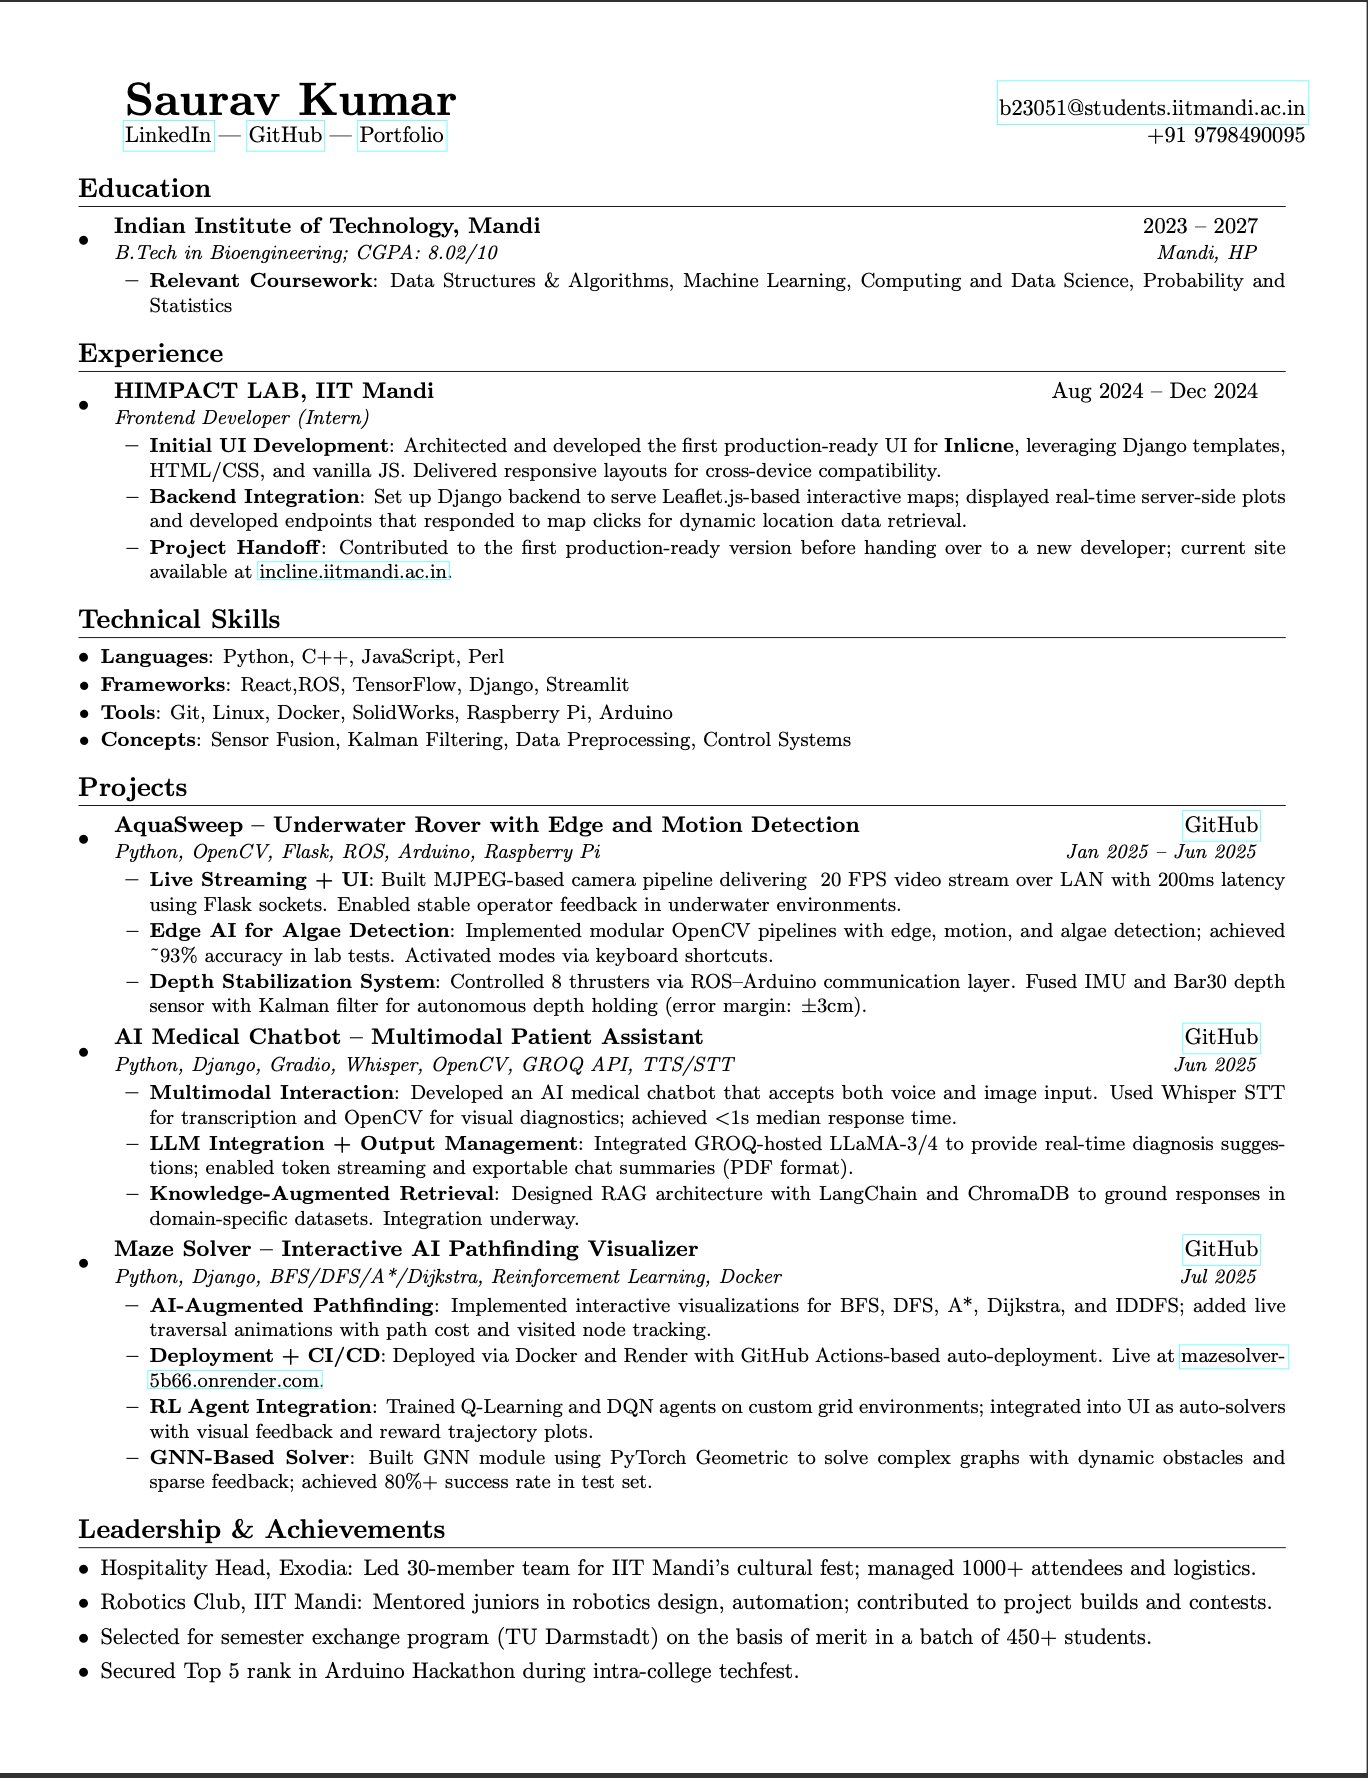 Saurav Kumar
b23051@students.iitmandi.ac.in
LinkedIn — GitHub — Portfolio
+91 9798490095
Education
• Indian Institute of Technology, Mandi 2023 – 2027
B.Tech in Bioengineering; CGPA: 8.02/10 Mandi, HP
– Relevant Coursework: Data Structures & Algorithms, Machine Learning, Computing and Data Science, Probability and
Statistics
Experience
• HIMPACT LAB, IIT Mandi Aug 2024 – Dec 2024
Frontend Developer (Intern)
– Initial UI Development: Architected and developed the first production-ready UI for Inlicne, leveraging Django templates,
HTML/CSS, and vanilla JS. Delivered responsive layouts for cross-device compatibility.
– Backend Integration: Set up Django backend to serve Leaflet.js-based interactive maps; displayed real-time server-side plots
and developed endpoints that responded to map clicks for dynamic location data retrieval.
– Project Handoff: Contributed to the first production-ready version before handing over to a new developer; current site
available at incline.iitmandi.ac.in.
Technical Skills
• Languages: Python, C++, JavaScript, Perl
• Frameworks: React,ROS, TensorFlow, Django, Streamlit
• Tools: Git, Linux, Docker, SolidWorks, Raspberry Pi, Arduino
• Concepts: Sensor Fusion, Kalman Filtering, Data Preprocessing, Control Systems
Projects
• AquaSweep – Underwater Rover with Edge and Motion Detection GitHub
Python, OpenCV, Flask, ROS, Arduino, Raspberry Pi Jan 2025 – Jun 2025
– Live Streaming + UI: Built MJPEG-based camera pipeline delivering 20 FPS video stream over LAN with 200ms latency
using Flask sockets. Enabled stable operator feedback in underwater environments.
– Edge AI for Algae Detection: Implemented modular OpenCV pipelines with edge, motion, and algae detection; achieved
~93% accuracy in lab tests. Activated modes via keyboard shortcuts.
– Depth Stabilization System: Controlled 8 thrusters via ROS–Arduino communication layer. Fused IMU and Bar30 depth
sensor with Kalman filter for autonomous depth holding (error margin: ±3cm).
• AI Medical Chatbot – Multimodal Patient Assistant GitHub
Python, Django, Gradio, Whisper, OpenCV, GROQ API, TTS/STT Jun 2025
– Multimodal Interaction: Developed an AI medical chatbot that accepts both voice and image input. Used Whisper STT
for transcription and OpenCV for visual diagnostics; achieved <1s median response time.
– LLM Integration + Output Management: Integrated GROQ-hosted LLaMA-3/4 to provide real-time diagnosis sugges-
tions; enabled token streaming and exportable chat summaries (PDF format).
– Knowledge-Augmented Retrieval: Designed RAG architecture with LangChain and ChromaDB to ground responses in
domain-specific datasets. Integration underway.
• Maze Solver – Interactive AI Pathfinding Visualizer GitHub
Python, Django, BFS/DFS/A*/Dijkstra, Reinforcement Learning, Docker Jul 2025
– AI-Augmented Pathfinding: Implemented interactive visualizations for BFS, DFS, A*, Dijkstra, and IDDFS; added live
traversal animations with path cost and visited node tracking.
– Deployment + CI/CD: Deployed via Docker and Render with GitHub Actions-based auto-deployment. Live at mazesolver-
5b66.onrender.com.
– RL Agent Integration: Trained Q-Learning and DQN agents on custom grid environments; integrated into UI as auto-solvers
with visual feedback and reward trajectory plots.
– GNN-Based Solver: Built GNN module using PyTorch Geometric to solve complex graphs with dynamic obstacles and
sparse feedback; achieved 80%+ success rate in test set.
Leadership & Achievements
• Hospitality Head, Exodia: Led 30-member team for IIT Mandi's cultural fest; managed 1000+ attendees and logistics.
• Robotics Club, IIT Mandi: Mentored juniors in robotics design, automation; contributed to project builds and contests.
• Selected for semester exchange program (TU Darmstadt) on the basis of merit in a batch of 450+ students.
• Secured Top 5 rank in Arduino Hackathon during intra-college techfest.